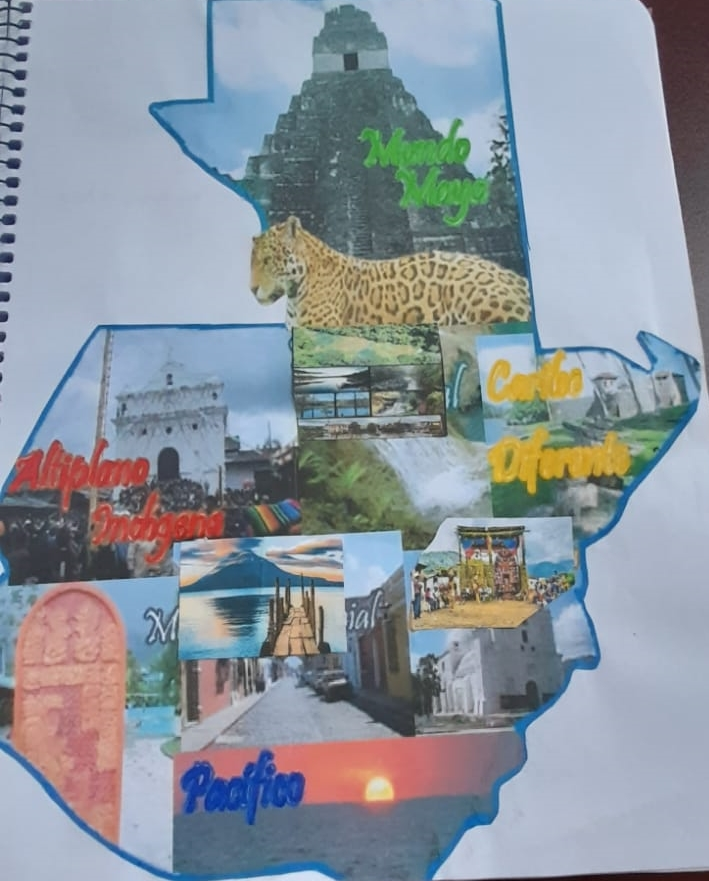 Mundo
Maya
Caribe
Diferente
Altiplano
Indígena
Pacífico